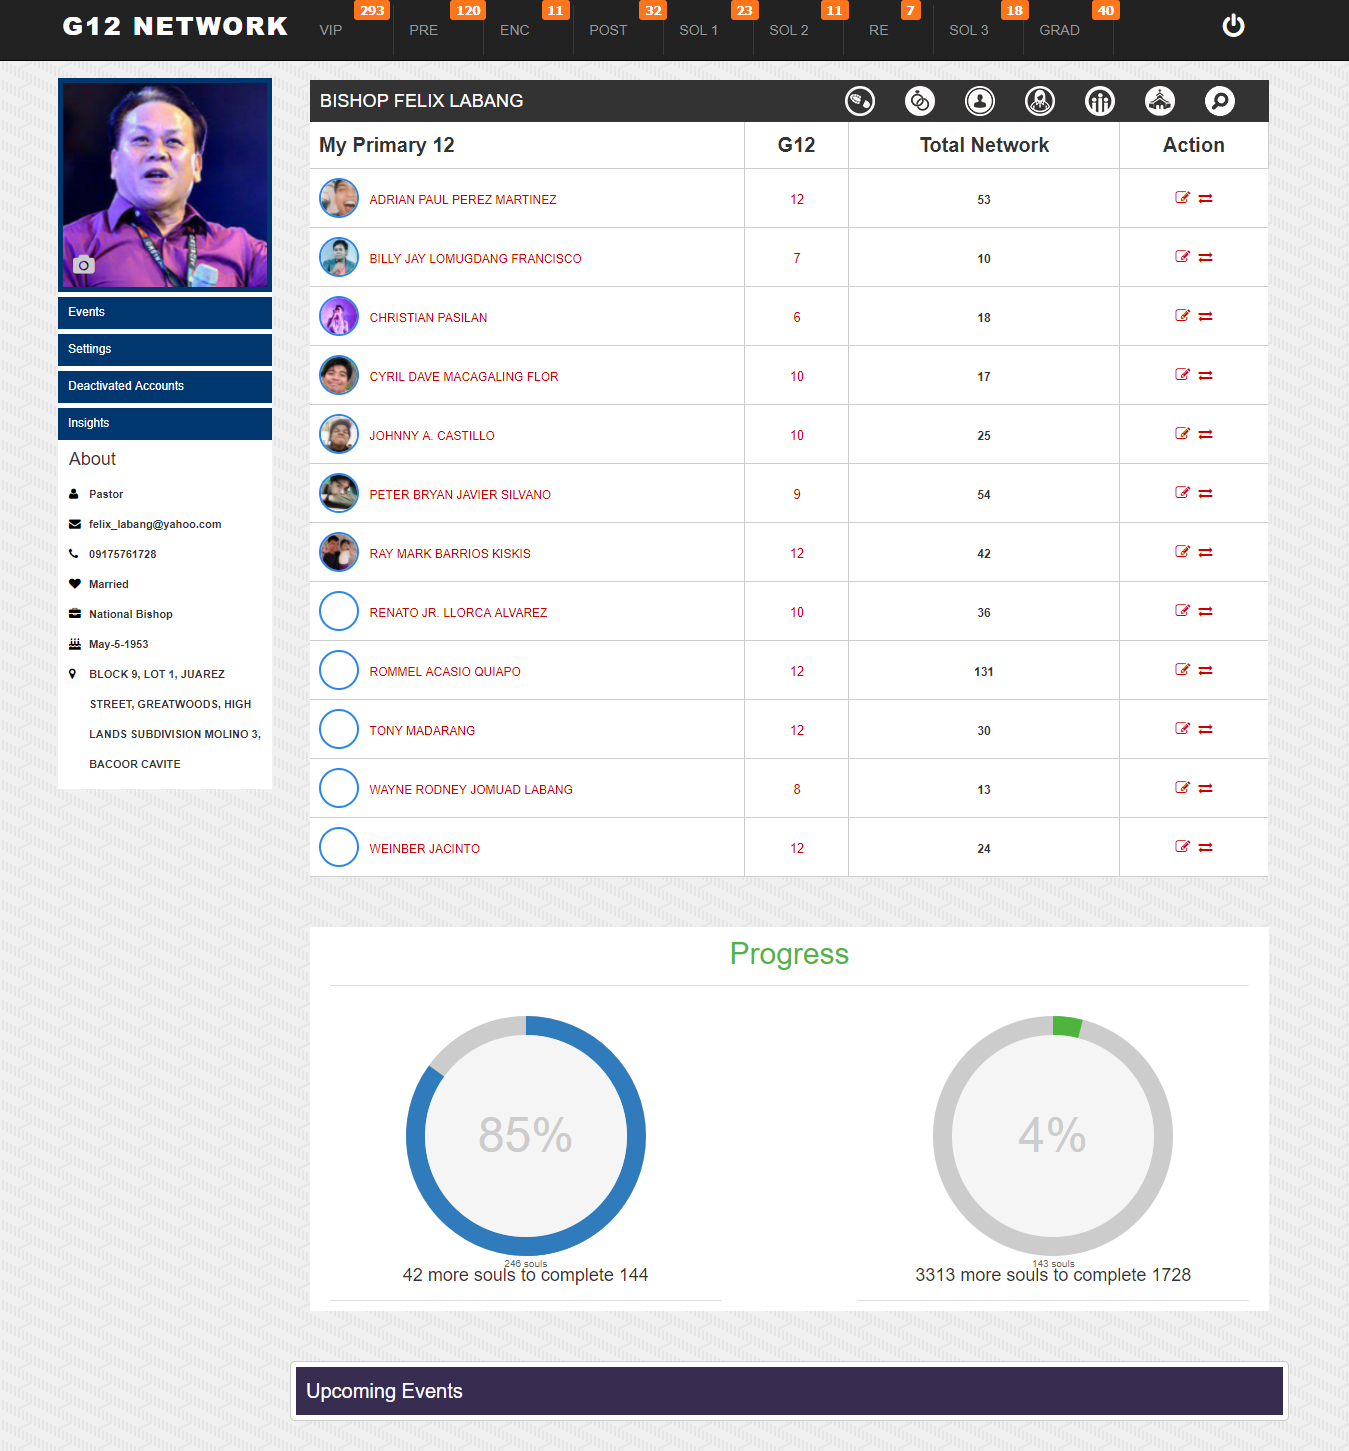 G12 NETWORK
VIP 293
PRE 120
ENC 11
POST 32
SOL 1 23
SOL 2 11
RE 7
SOL 3 18
GRAD 40
Events
Settings
Deactivated Accounts
Insights
About
Pastor
felix_labang@yahoo.com
09175761728
Married
National Bishop
May-5-1953
BLOCK 9, LOT 1, JUAREZ
STREET, GREATWOODS, HIGH
LANDS SUBDIVISION MOLINO 3,
BACOOR CAVITE
BISHOP FELIX LABANG
My Primary 12 G12 Total Network Action
ADRIAN PAUL PEREZ MARTINEZ 12 53
BILLY JAY LOMUGDANG FRANCISCO 7 10
CHRISTIAN PASILAN 6 18
CYRIL DAVE MACAGALING FLOR 10 17
JOHNNY A. CASTILLO 10 25
PETER BRYAN JAVIER SILVANO 9 54
RAY MARK BARRIOS KISKIS 12 42
RENATO JR. LLORCA ALVAREZ 10 36
ROMMEL ACASIO QUIAPO 12 131
TONY MADARANG 12 30
WAYNE RODNEY JOMUAD LABANG 8 13
WEINBER JACINTO 12 24
Progress
85%
246 souls
42 more souls to complete 144
4%
143 souls
3313 more souls to complete 1728
Upcoming Events